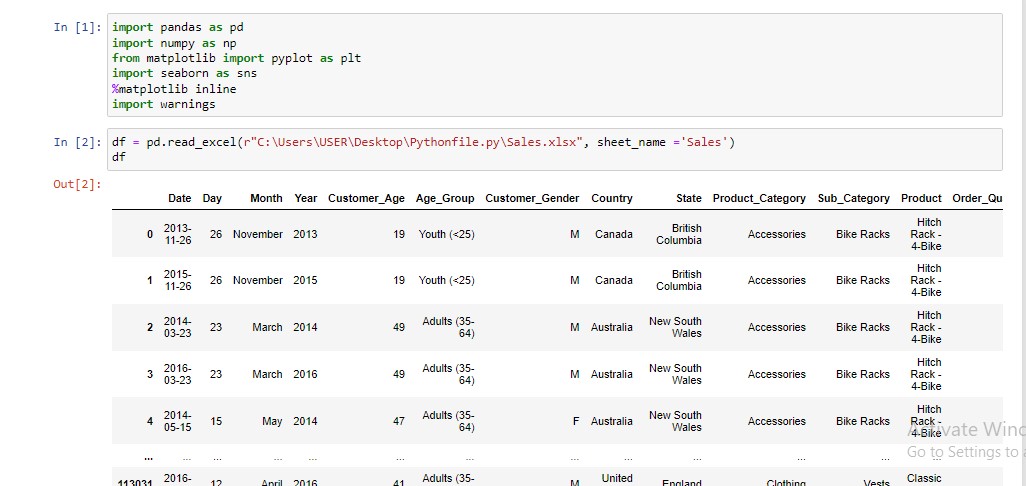 In [1]: import pandas as pd
import numpy as np
from matplotlib import pyplot as plt
import seaborn as sns
%matplotlib inline
import warnings
In [2]: df = pd.read_excel(r"C:\Users\USER\Desktop\Pythonfile.py\Sales.xlsx", sheet_name ='Sales')
df
Out[2]:
Date Day Month Year Customer_Age Age_Group Customer_Gender Country State Product_Category Sub_Category Product Order_Qu
0 2013-11-26 26 November 2013 19 Youth (<25) M Canada British Columbia Accessories Bike Racks Hitch Rack - 4-Bike
1 2015-11-26 26 November 2015 19 Youth (<25) M Canada British Columbia Accessories Bike Racks Hitch Rack - 4-Bike
2 2014-03-23 23 March 2014 49 Adults (35-64) M Australia New South Wales Accessories Bike Racks Hitch Rack - 4-Bike
3 2016-03-23 23 March 2016 49 Adults (35-64) M Australia New South Wales Accessories Bike Racks Hitch Rack - 4-Bike
4 2014-05-15 15 May 2014 47 Adults (35-64) F Australia New South Wales Accessories Bike Racks Hitch Rack - 4-Bike
... ... ... ... ... ... ... ... ... ... ... ... ...
113031 2016- 12 April 2016 41 Adults (35- M United England Clothing Vests Classic
Activate Winc
Go to Settings to a